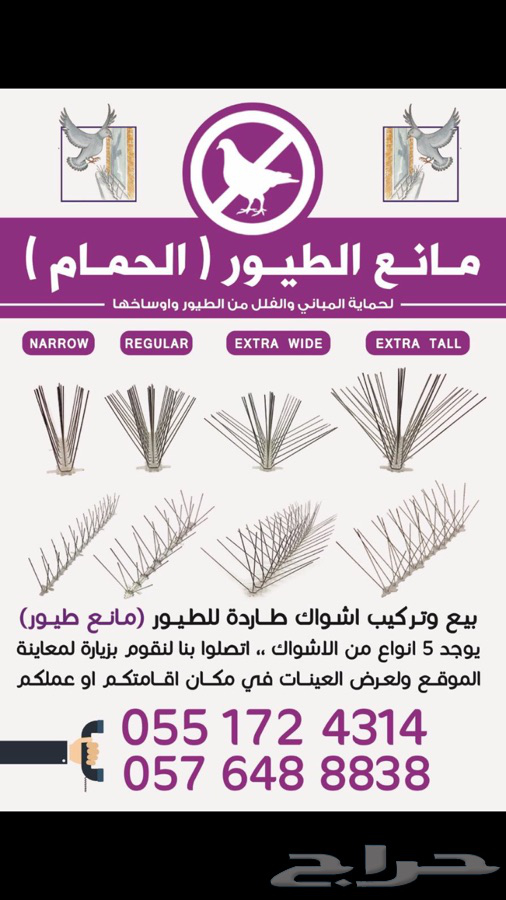 مانع الطيور ( الحمام )
لحماية المباني والفلل من الطيور واوساخها
NARROW REGULAR EXTRA WIDE EXTRA TALL
بيع وتركيب اشواك طاردة للطيور (مانع طيور)
يوجد 5 انواع من الاشواك ،، اتصلوا بنا لنقوم بزيارة لمعاينة
الموقع ولعرض العينات في مكان اقامتكم او عملكم
055 172 4314
057 648 8838
حراج